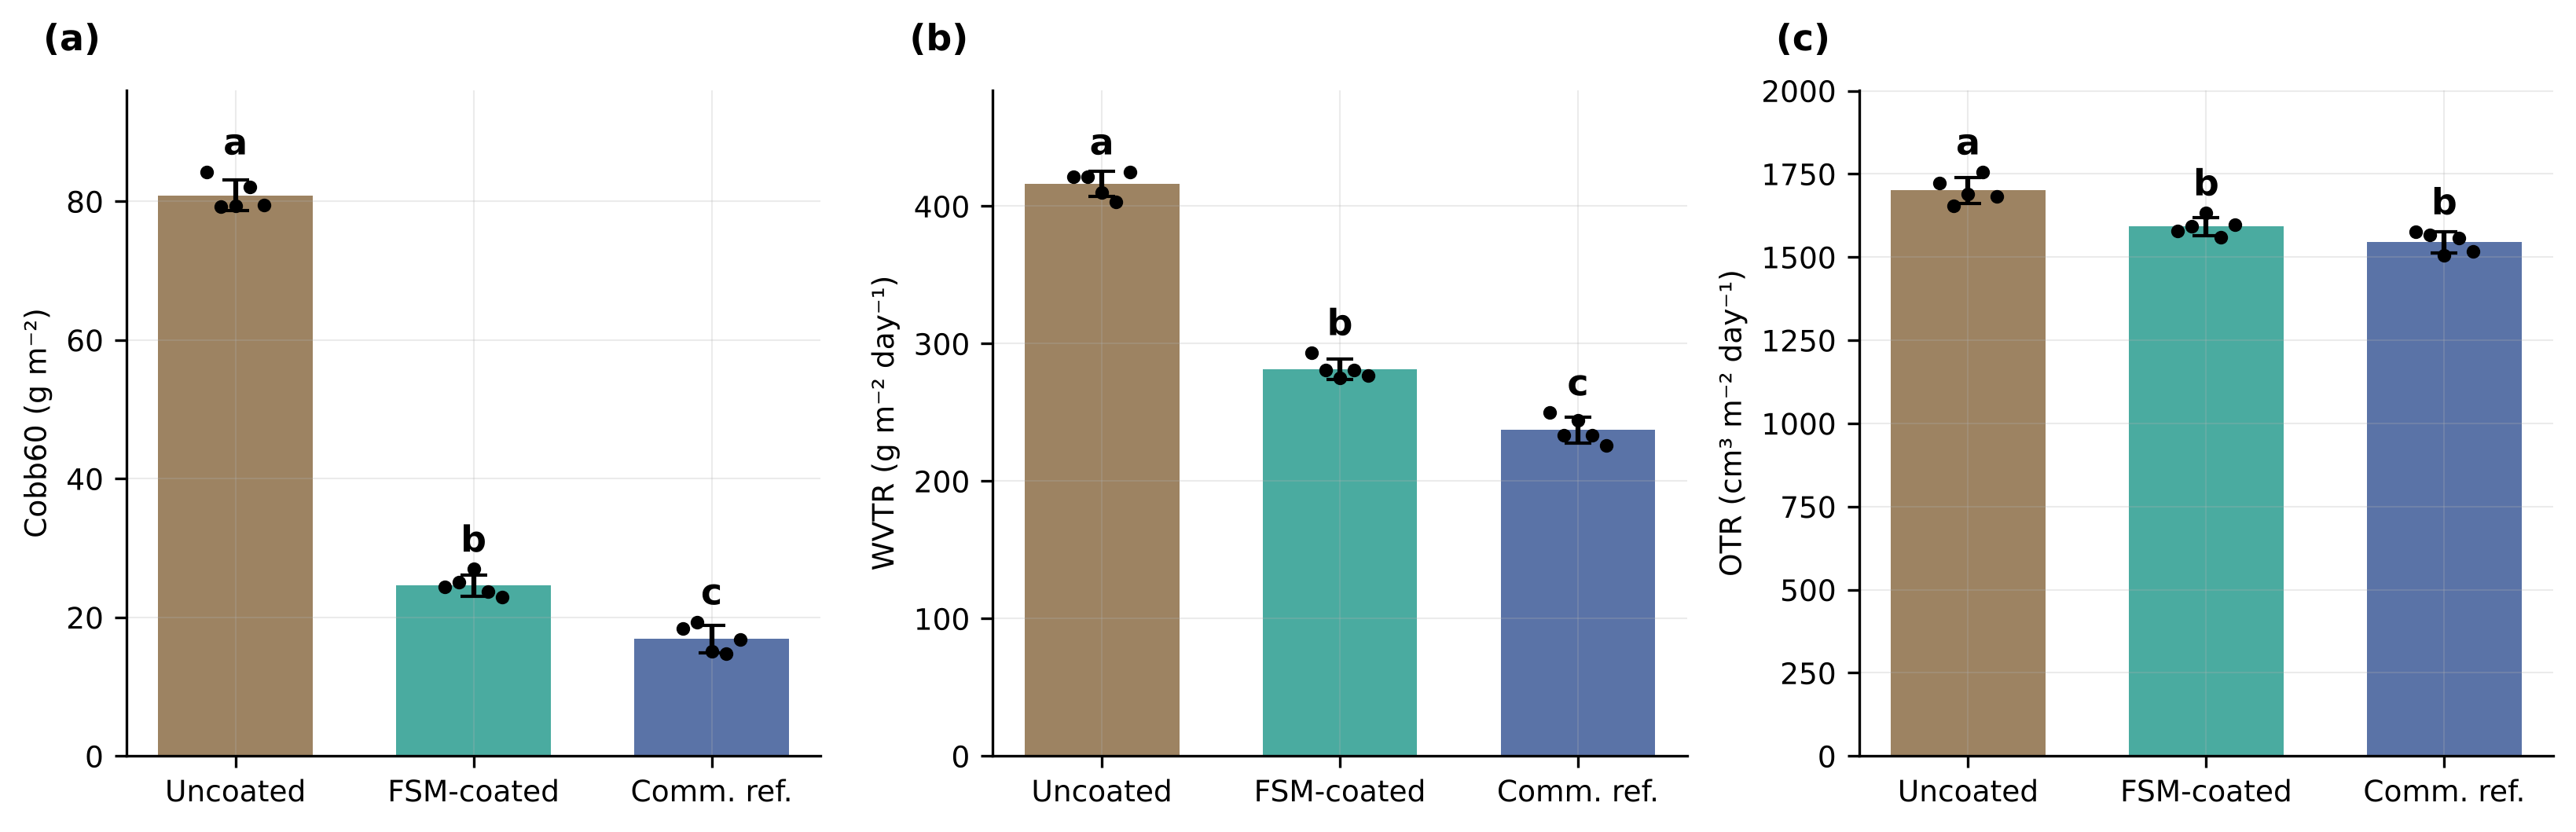 (a)
Cobb60 (g m⁻²)
80
60
40
20
0
a
b
c
Uncoated
FSM-coated
Comm. ref.
(b)
WVTR (g m⁻² day⁻¹)
400
300
200
100
0
a
b
c
Uncoated
FSM-coated
Comm. ref.
(c)
OTR (cm³ m⁻² day⁻¹)
2000
1750
1500
1250
1000
750
500
250
0
a
b
b
Uncoated
FSM-coated
Comm. ref.